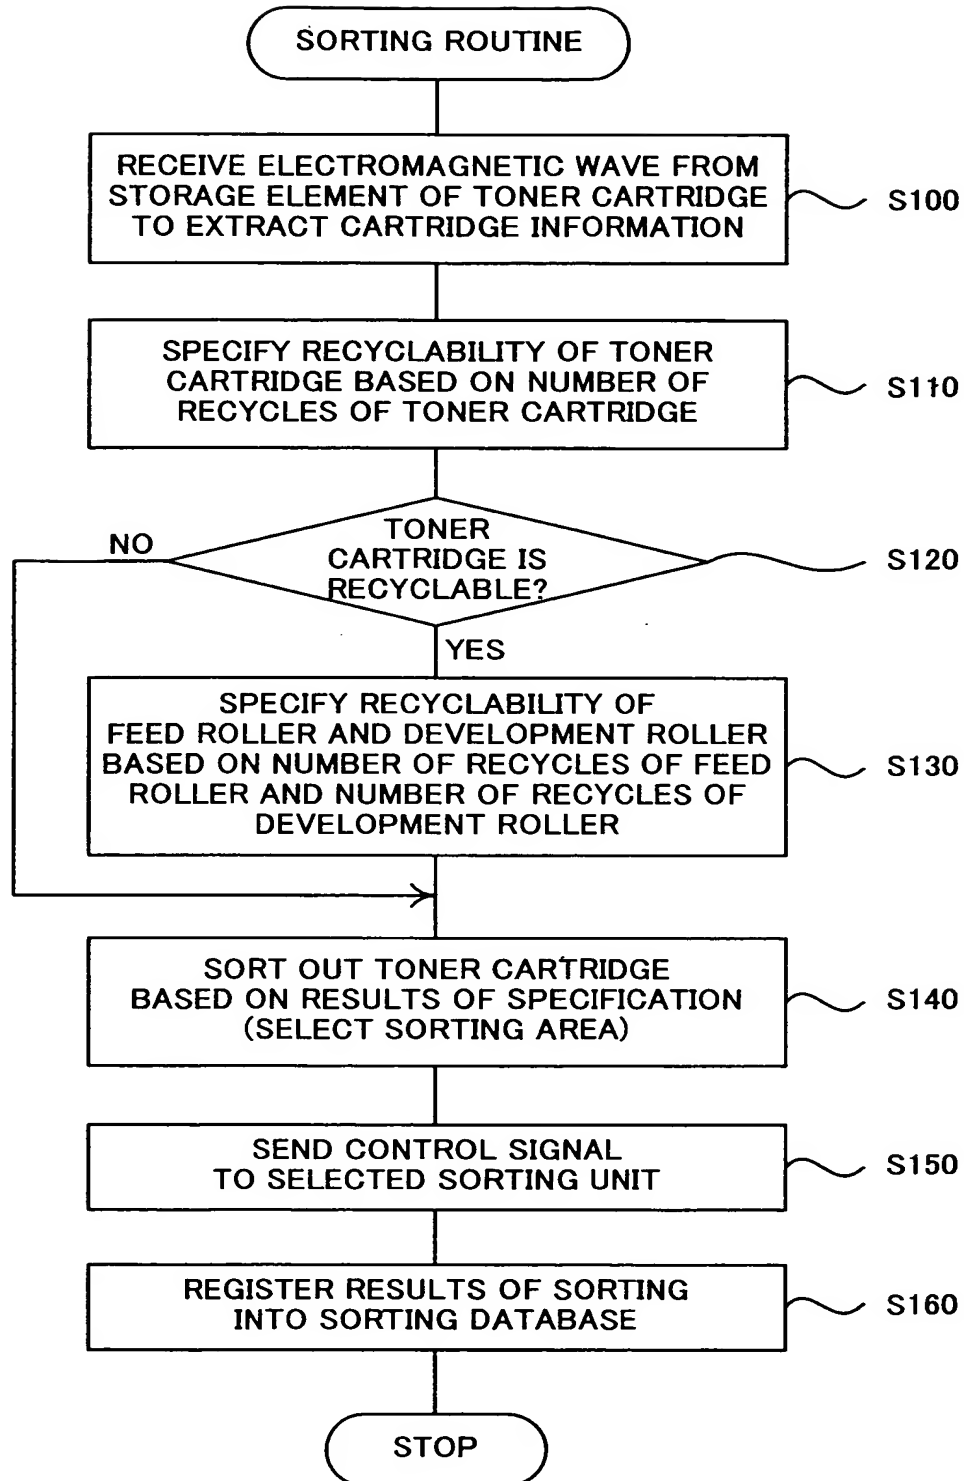 SORTING ROUTINE
RECEIVE ELECTROMAGNETIC WAVE FROM
STORAGE ELEMENT OF TONER CARTRIDGE
TO EXTRACT CARTRIDGE INFORMATION
S100
SPECIFY RECYCLABILITY OF TONER
CARTRIDGE BASED ON NUMBER OF
RECYCLES OF TONER CARTRIDGE
S110
TONER
CARTRIDGE IS
RECYCLABLE?
S120
NO
YES
SPECIFY RECYCLABILITY OF
FEED ROLLER AND DEVELOPMENT ROLLER
BASED ON NUMBER OF RECYCLES OF FEED
ROLLER AND NUMBER OF RECYCLES OF
DEVELOPMENT ROLLER
S130
SORT OUT TONER CARTRIDGE
BASED ON RESULTS OF SPECIFICATION
(SELECT SORTING AREA)
S140
SEND CONTROL SIGNAL
TO SELECTED SORTING UNIT
S150
REGISTER RESULTS OF SORTING
INTO SORTING DATABASE
S160
STOP